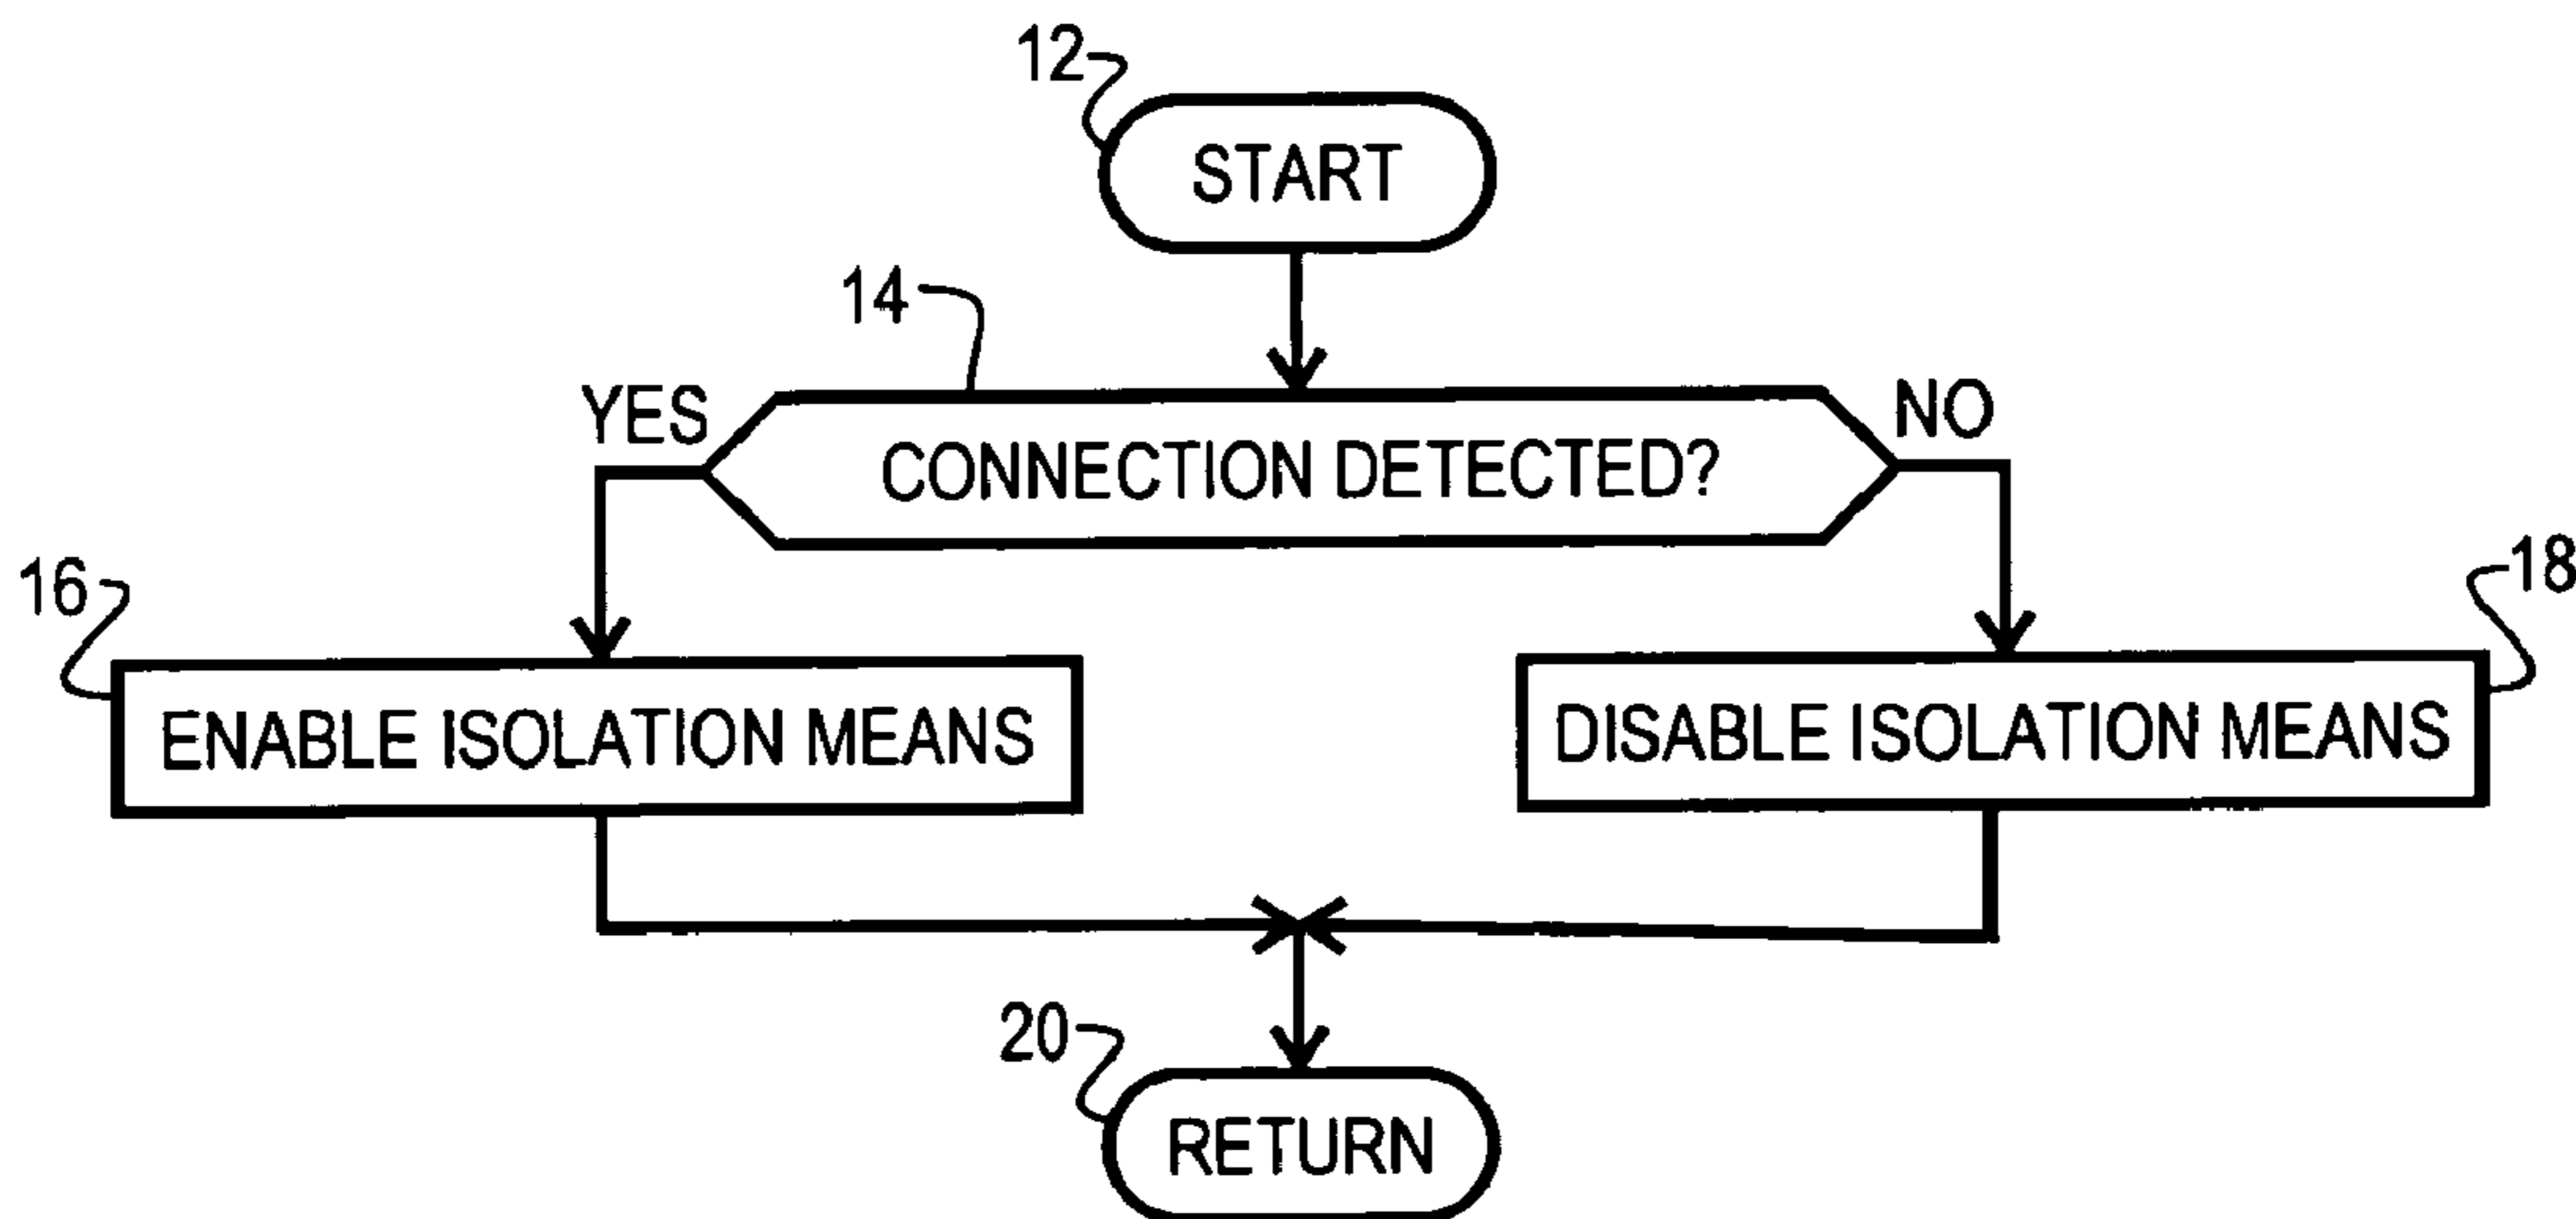 12
START
14
YES
CONNECTION DETECTED?
NO
16
ENABLE ISOLATION MEANS
18
DISABLE ISOLATION MEANS
20
RETURN